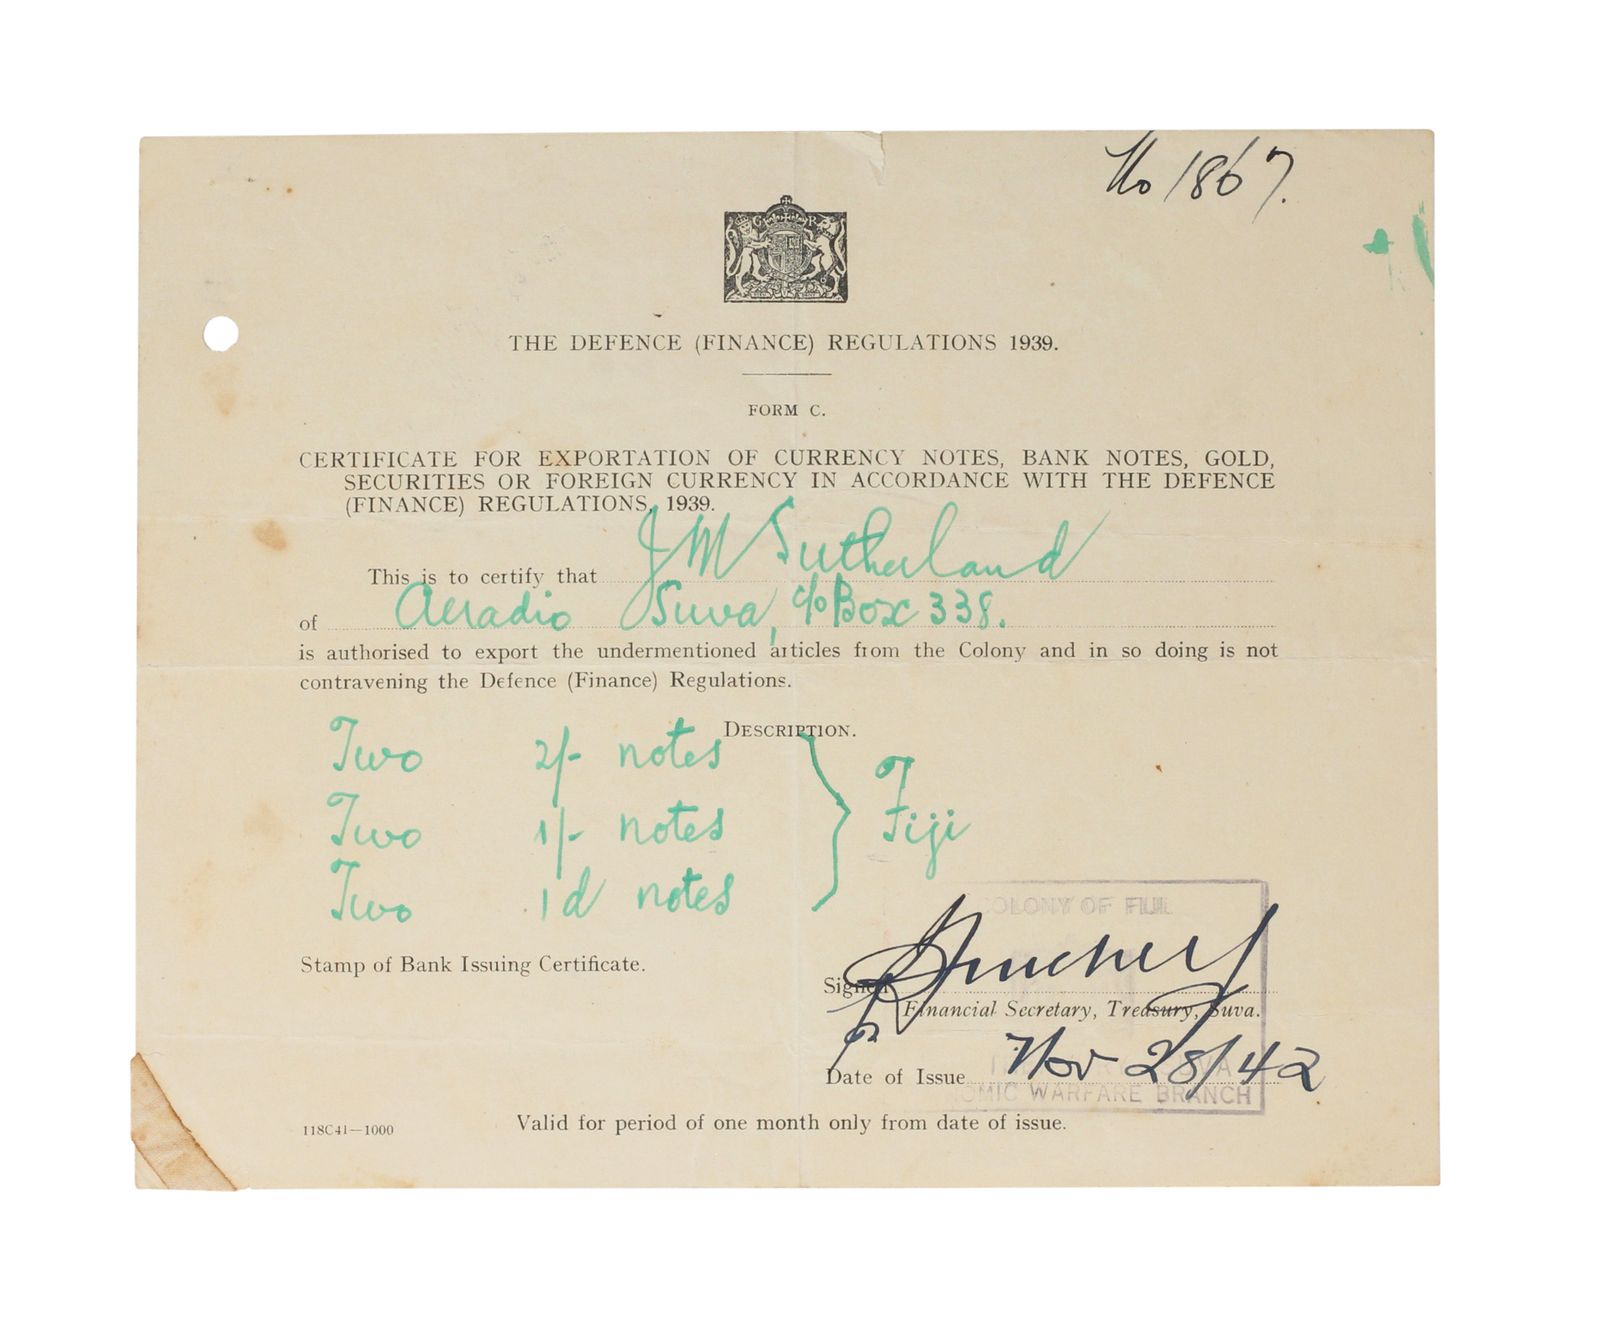 No 1867.
G R
THE DEFENCE (FINANCE) REGULATIONS 1939.
FORM C.
CERTIFICATE FOR EXPORTATION OF CURRENCY NOTES, BANK NOTES, GOLD,
SECURITIES OR FOREIGN CURRENCY IN ACCORDANCE WITH THE DEFENCE
(FINANCE) REGULATIONS, 1939.
This is to certify that J M Sutherland
of Aeradio Suva, c/o Box 338.
is authorised to export the undermentioned articles from the Colony and in so doing is not
contravening the Defence (Finance) Regulations.
DESCRIPTION.
Two 2/- notes
Two 1/- notes Fiji
Two 1d notes
COLONY OF FIJI.
Stamp of Bank Issuing Certificate.
Signed
Financial Secretary, Treasury, Suva.
Date of Issue Nov 28/42
OMIC WARFARE BRANCH
118C41—1000 Valid for period of one month only from date of issue.